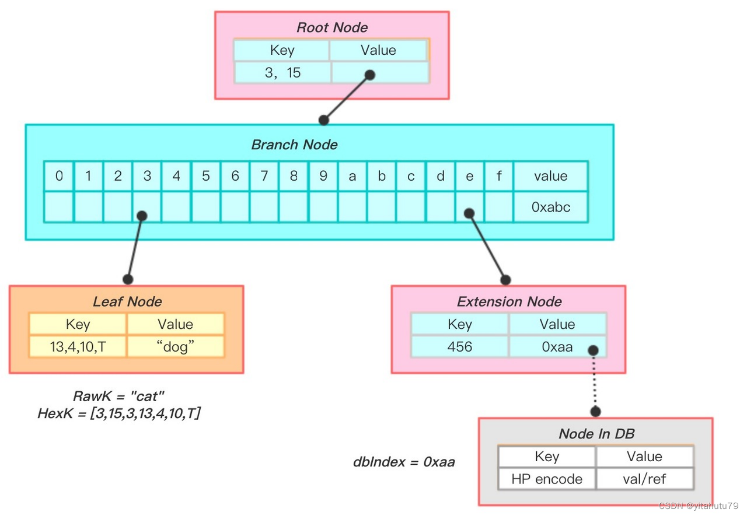 Root Node
Key Value
3, 15
Branch Node
0 1 2 3 4 5 6 7 8 9 a b c d e f value
0xabc
Leaf Node
Key Value
13,4,10,T “dog”
RawK = "cat"
HexK = [3,15,3,13,4,10,T]
Extension Node
Key Value
456 0xaa
dbIndex = 0xaa
Node In DB
Key Value
HP encode val/ref
CSDN @yitahutu79